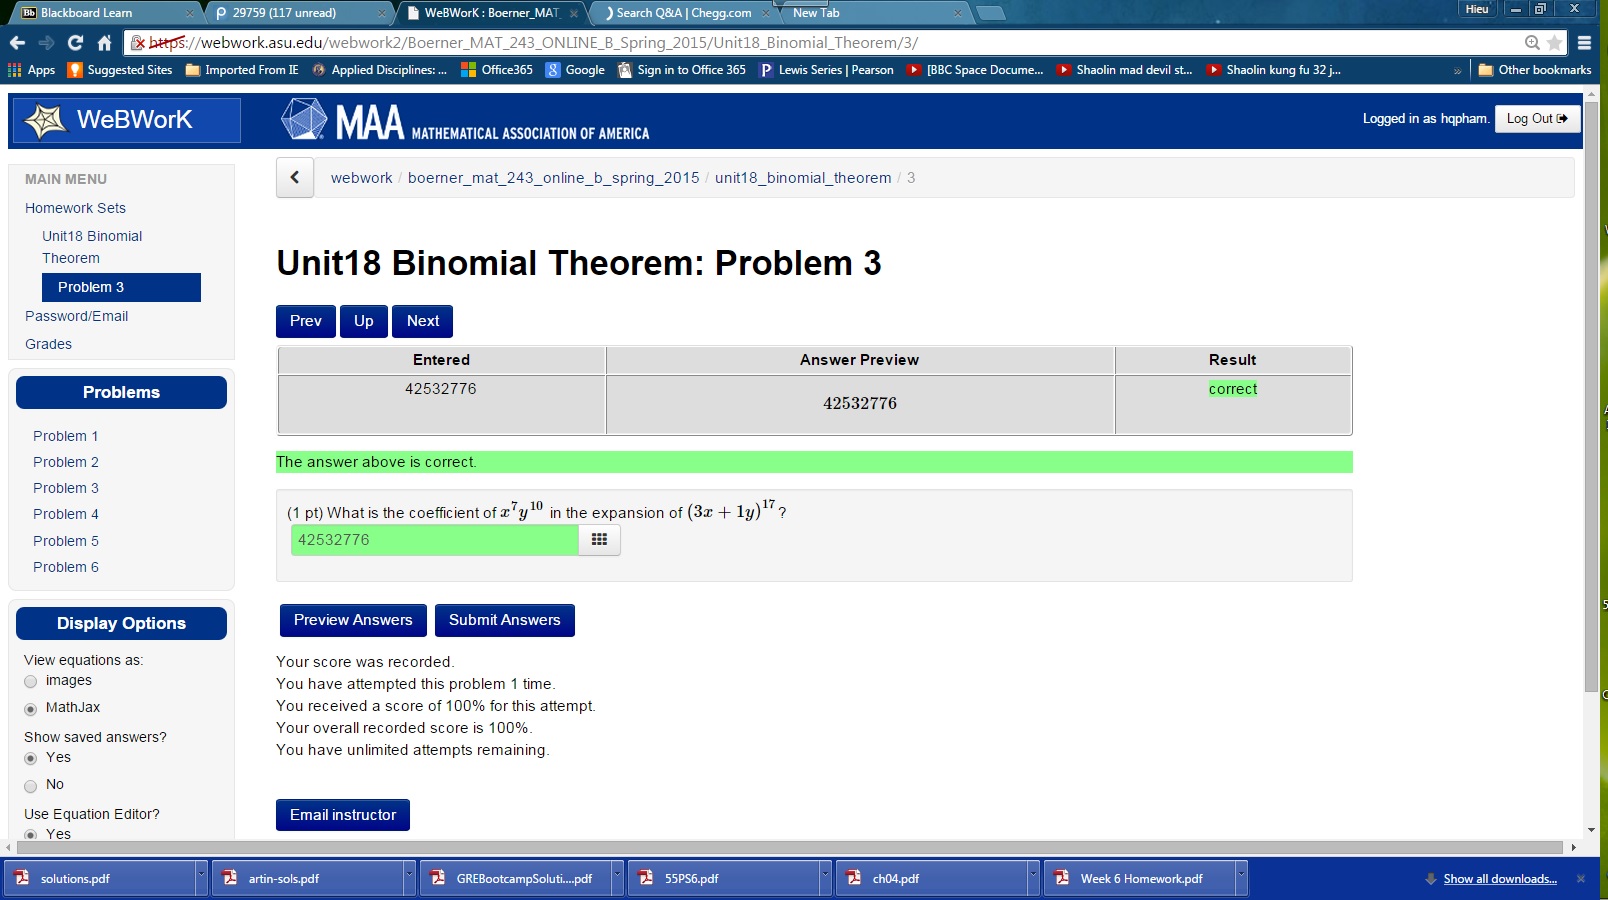 Blackboard Learn
29759 (117 unread)
WeBWorK : Boerner_MAT_
Search Q&A | Chegg.com
New Tab
Hieu
https://webwork.asu.edu/webwork2/Boerner_MAT_243_ONLINE_B_Spring_2015/Unit18_Binomial_Theorem/3/
Apps Suggested Sites Imported From IE Applied Disciplines: ... Office365 Google Sign in to Office 365 Lewis Series | Pearson [BBC Space Docume... Shaolin mad devil st... Shaolin kung fu 32 j... » Other bookmarks
WeBWorK
MAA MATHEMATICAL ASSOCIATION OF AMERICA
Logged in as hqpham. Log Out
MAIN MENU
Homework Sets
Unit18 Binomial
Theorem
Problem 3
Password/Email
Grades
Problems
Problem 1
Problem 2
Problem 3
Problem 4
Problem 5
Problem 6
Display Options
View equations as:
images
MathJax
Show saved answers?
Yes
No
Use Equation Editor?
Yes
webwork / boerner_mat_243_online_b_spring_2015 / unit18_binomial_theorem / 3
Unit18 Binomial Theorem: Problem 3
Prev Up Next
Entered Answer Preview Result
42532776 42532776 correct
The answer above is correct.
(1 pt) What is the coefficient of x^7y^10 in the expansion of (3x + 1y)^17?
42532776
Preview Answers Submit Answers
Your score was recorded.
You have attempted this problem 1 time.
You received a score of 100% for this attempt.
Your overall recorded score is 100%.
You have unlimited attempts remaining.
Email instructor
solutions.pdf artin-sols.pdf GREBootcampSoluti....pdf 55PS6.pdf ch04.pdf Week 6 Homework.pdf Show all downloads...